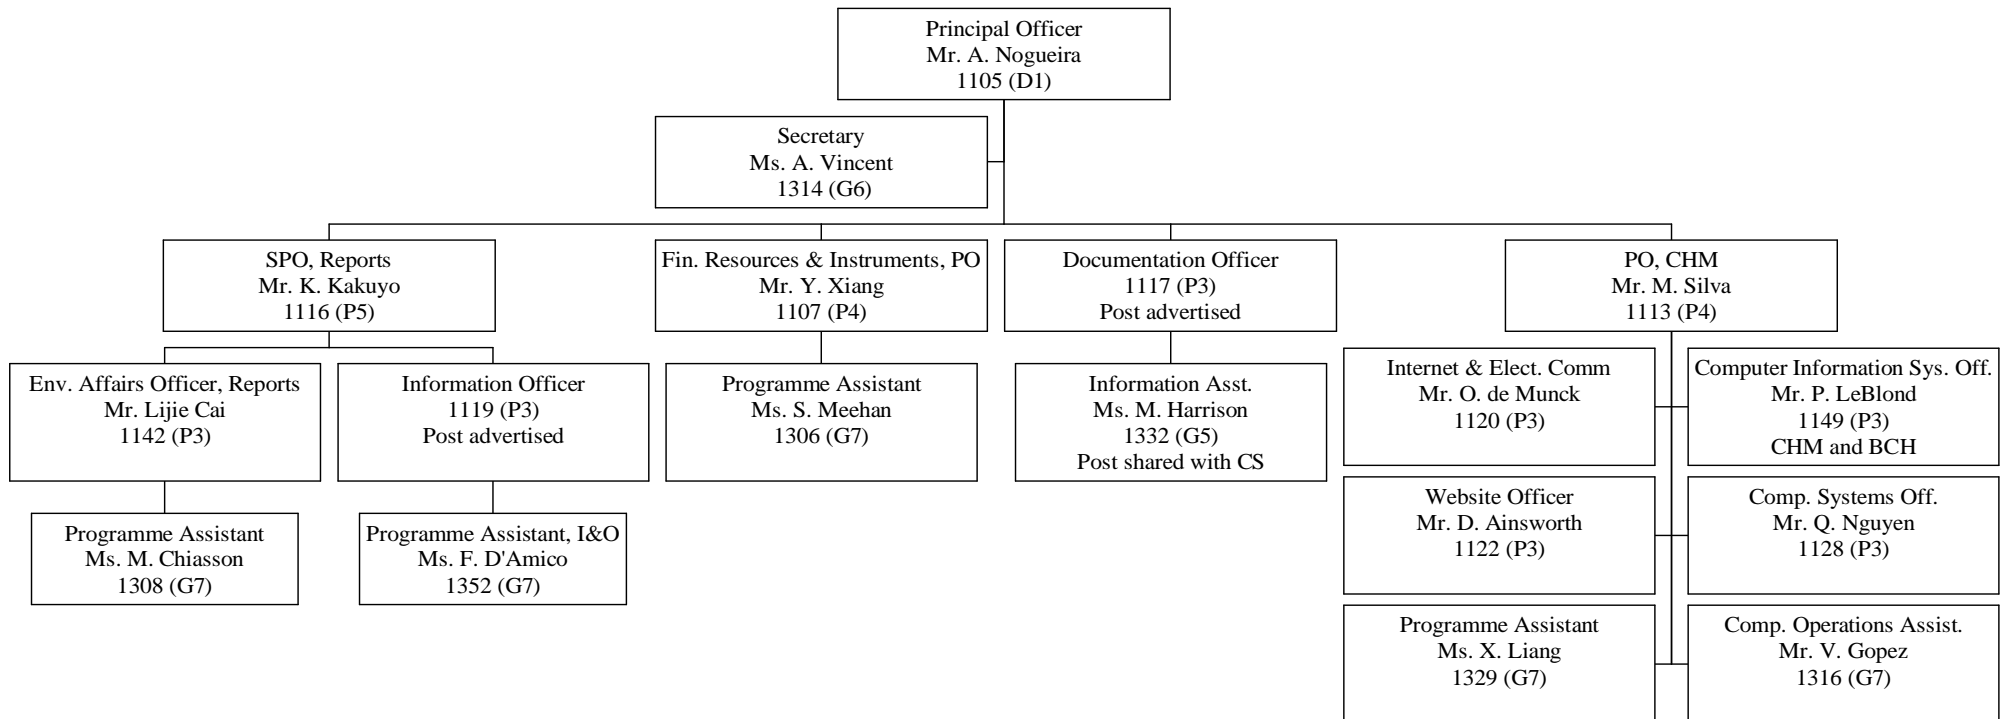 Principal Officer
Mr. A. Nogueira
1105 (D1)
Secretary
Ms. A. Vincent
1314 (G6)
SPO, Reports
Mr. K. Kakuyo
1116 (P5)
Fin. Resources & Instruments, PO
Mr. Y. Xiang
1107 (P4)
Documentation Officer
1117 (P3)
Post advertised
PO, CHM
Mr. M. Silva
1113 (P4)
Env. Affairs Officer, Reports
Mr. Lijie Cai
1142 (P3)
Information Officer
1119 (P3)
Post advertised
Programme Assistant
Ms. S. Meehan
1306 (G7)
Information Asst.
Ms. M. Harrison
1332 (G5)
Post shared with CS
Internet & Elect. Comm
Mr. O. de Munck
1120 (P3)
Computer Information Sys. Off.
Mr. P. LeBlond
1149 (P3)
CHM and BCH
Programme Assistant
Ms. M. Chiasson
1308 (G7)
Programme Assistant, I&O
Ms. F. D'Amico
1352 (G7)
Website Officer
Mr. D. Ainsworth
1122 (P3)
Comp. Systems Off.
Mr. Q. Nguyen
1128 (P3)
Programme Assistant
Ms. X. Liang
1329 (G7)
Comp. Operations Assist.
Mr. V. Gopez
1316 (G7)